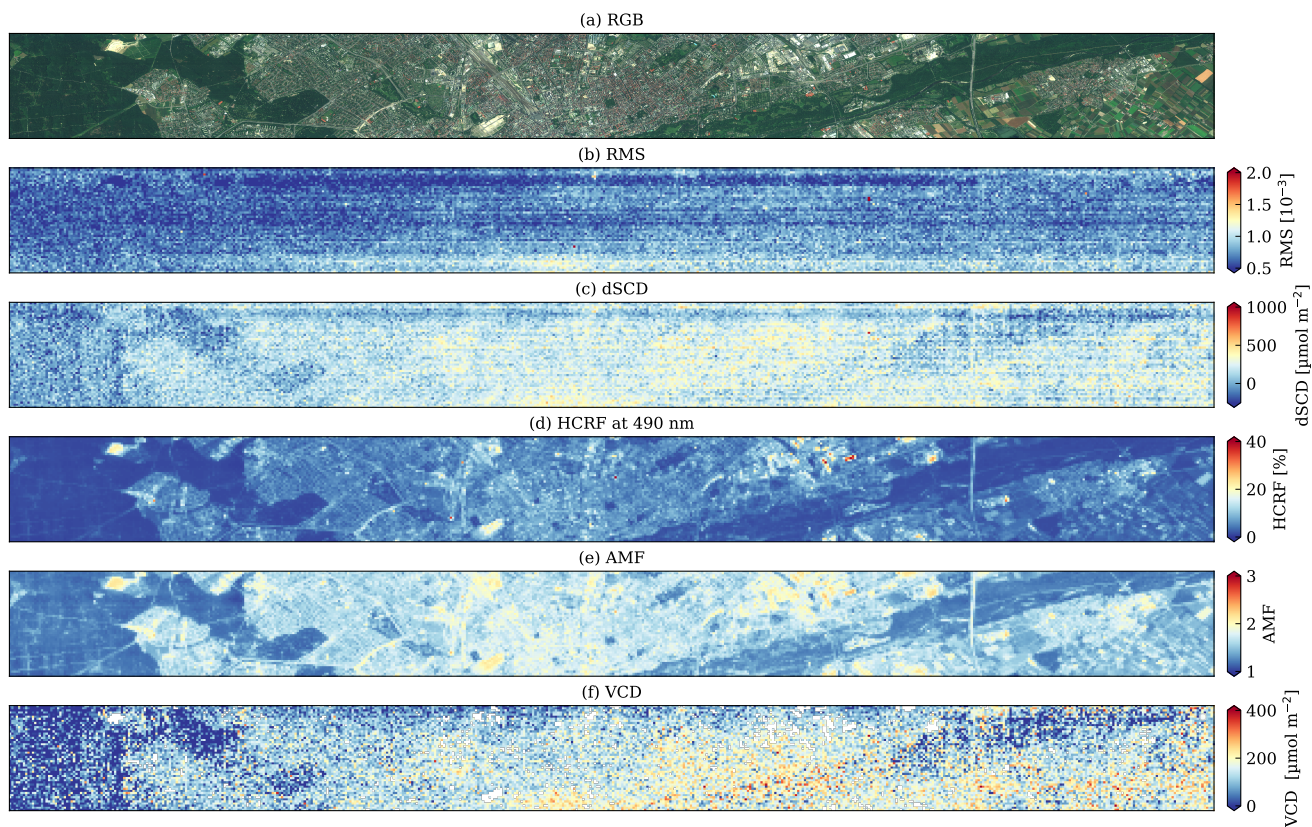 (a) RGB
(b) RMS
2.0
1.5
1.0
0.5
RMS [10⁻³]
(c) dSCD
1000
500
0
dSCD [µmol m⁻²]
(d) HCRF at 490 nm
40
20
0
HCRF [%]
(e) AMF
3
2
1
AMF
(f) VCD
400
200
0
VCD [µmol m⁻²]